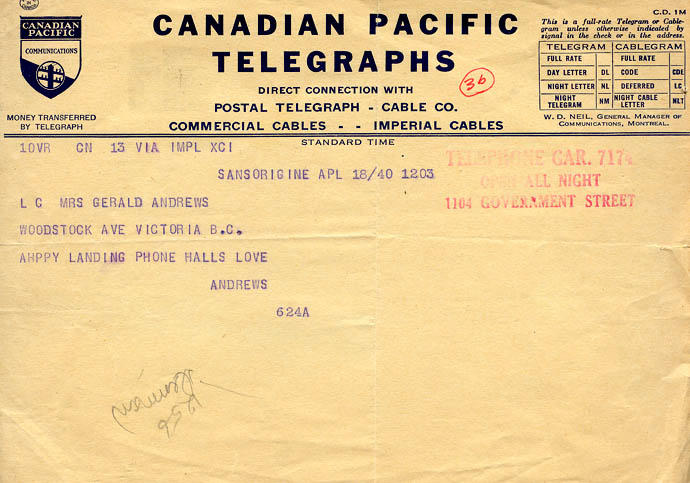 CANADIAN PACIFIC
COMMUNICATIONS
MONEY TRANSFERRED
BY TELEGRAPH
CANADIAN PACIFIC
TELEGRAPHS
DIRECT CONNECTION WITH
POSTAL TELEGRAPH - CABLE CO.
COMMERCIAL CABLES - - IMPERIAL CABLES
STANDARD TIME
3b
C.D. 1M
This is a full-rate Telegram or Cable-
gram unless otherwise indicated by
signal in the check or in the address.
TELEGRAM CABLEGRAM
FULL RATE FULL RATE
DAY LETTER DL CODE CDE
NIGHT LETTER NL DEFERRED LC
NIGHT TELEGRAM NM NIGHT CABLE LETTER NLT
W. D. NEIL, General Manager of
Communications, Montreal.
10VR CN 13 VIA IMPL XCI
SANSORIGINE APL 18/40 1203
TELEPHONE GAR. 7174
OPEN ALL NIGHT
1104 GOVERNMENT STREET
L C MRS GERALD ANDREWS
WOODSTOCK AVE VICTORIA B.C.
AHPPY LANDING PHONE HALLS LOVE
ANDREWS
624A